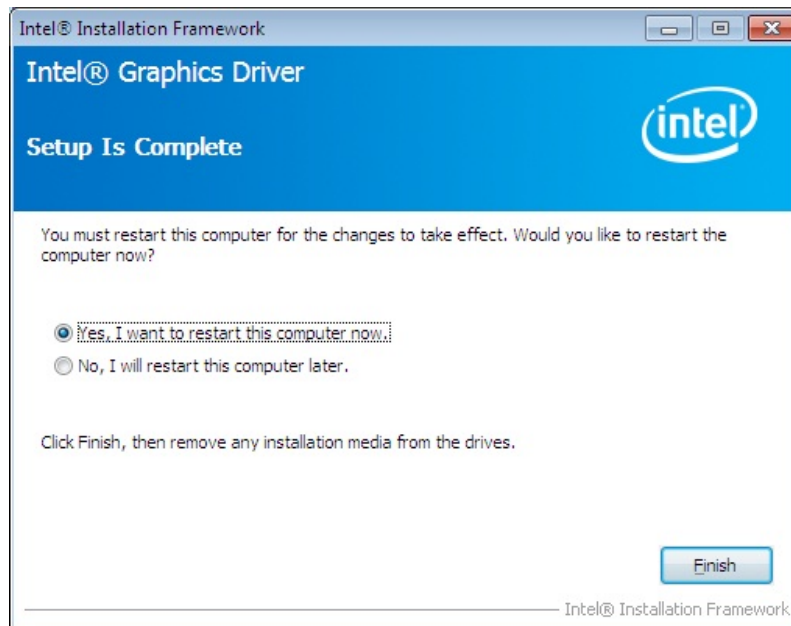 Intel® Installation Framework
Intel® Graphics Driver
intel®
Setup Is Complete
You must restart this computer for the changes to take effect. Would you like to restart the
computer now?
Yes, I want to restart this computer now.
No, I will restart this computer later.
Click Finish, then remove any installation media from the drives.
Finish
Intel® Installation Framework